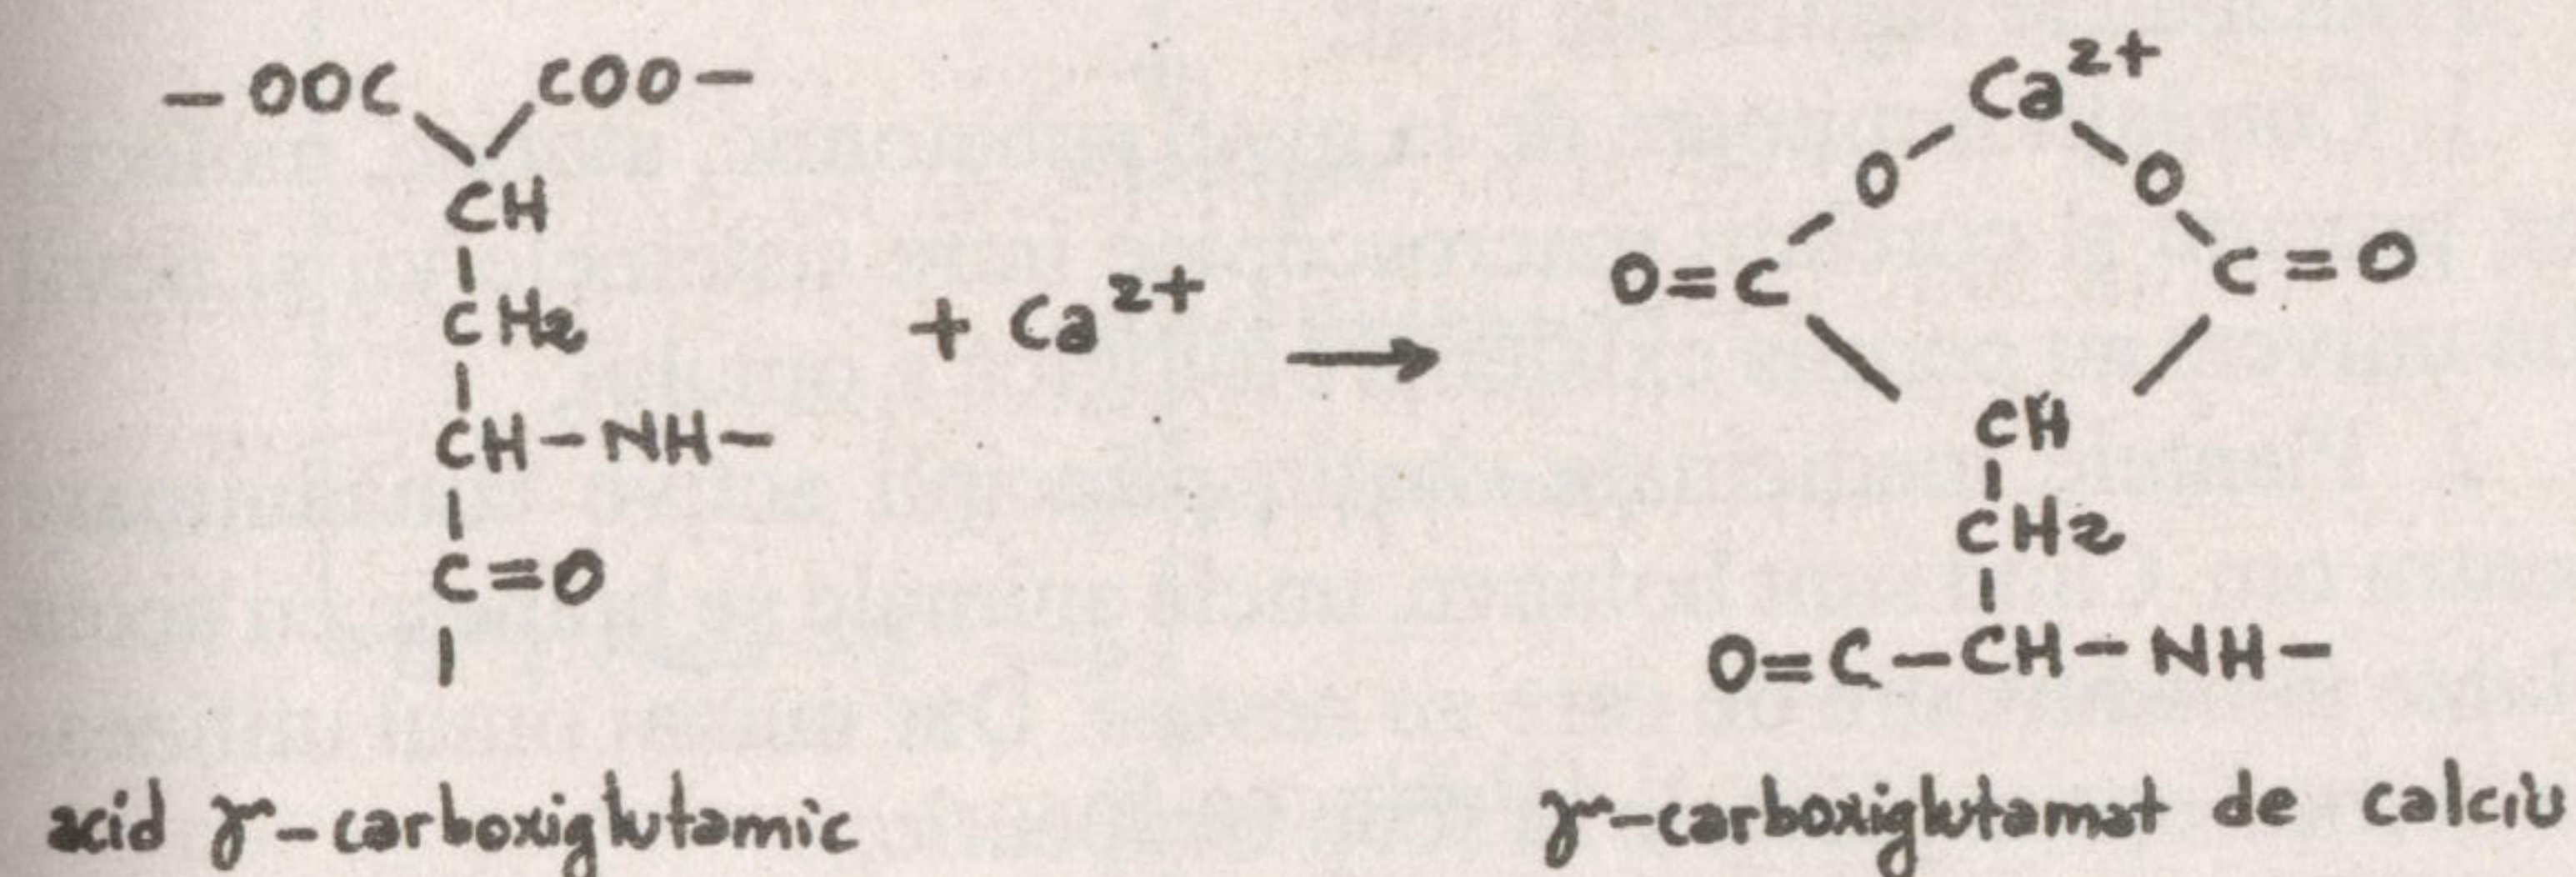 -OOC COO- Ca²⁺
O O
CH O=C C=O
CH₂ + Ca²⁺ →
CH-NH- CH
C=O CH₂
O=C-CH-NH-
acid γ-carboxiglutamic γ-carboxiglutamat de calciu